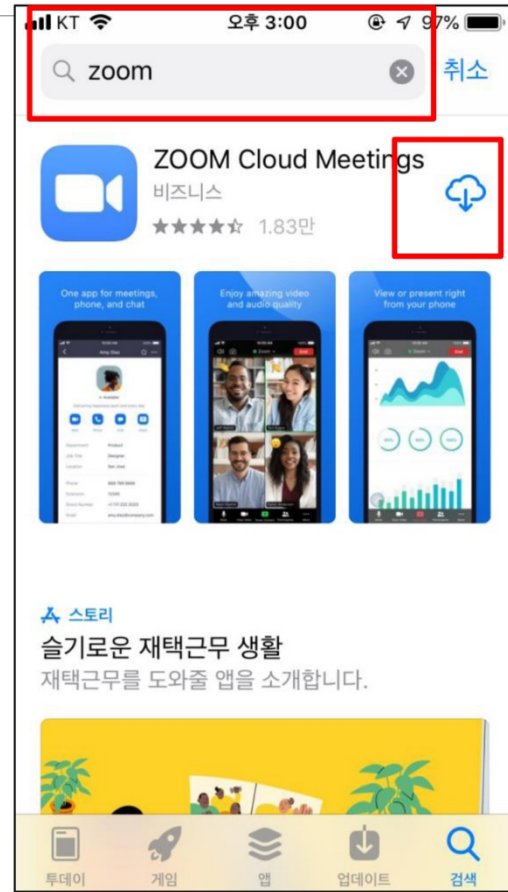 KT 오후 3:00 97%
zoom 취소
ZOOM Cloud Meetings
비즈니스
1.83만
One app for meetings,
phone, and chat
Enjoy amazing video
and audio quality
View or present right
from your phone
스토리
슬기로운 재택근무 생활
재택근무를 도와줄 앱을 소개합니다.
투데이 게임 앱 업데이트 검색